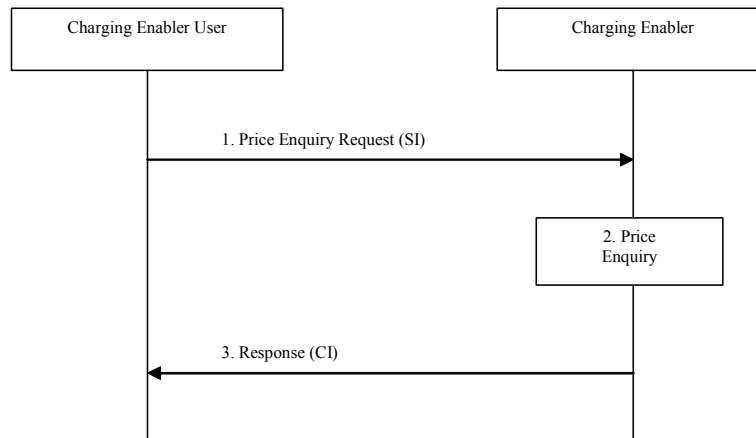 Charging Enabler User
Charging Enabler
1. Price Enquiry Request (SI)
2. Price
Enquiry
3. Response (CI)